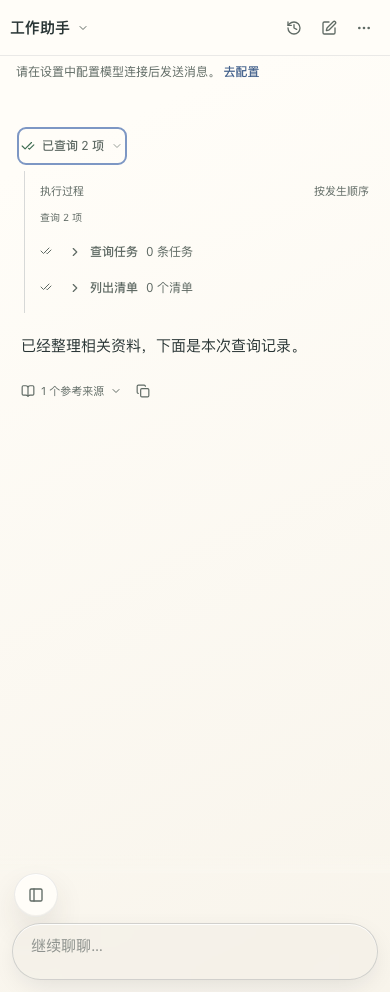 工作助手
请在设置中配置模型连接后发送消息。 去配置
已查询 2 项
执行过程 按发生顺序
查询 2 项
查询任务 0 条任务
列出清单 0 个清单
已经整理相关资料，下面是本次查询记录。
1 个参考来源
继续聊聊...